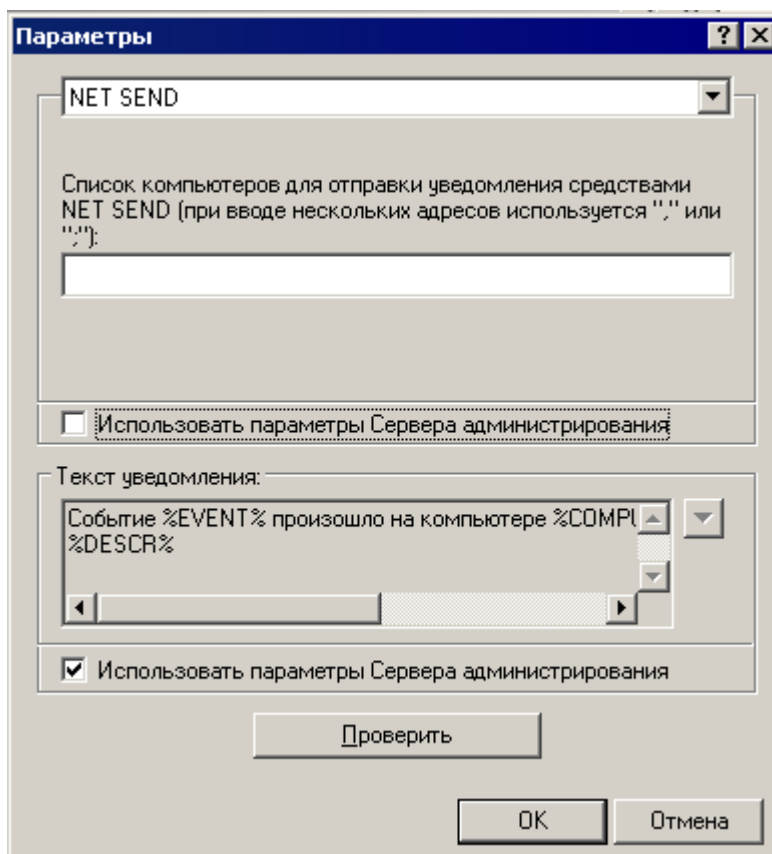 Параметры
NET SEND
Список компьютеров для отправки уведомления средствами
NET SEND (при вводе нескольких адресов используется "," или
";"):
Использовать параметры Сервера администрирования
Текст уведомления:
Событие %EVENT% произошло на компьютере %COMPU
%DESCR%
Использовать параметры Сервера администрирования
Проверить
OK
Отмена